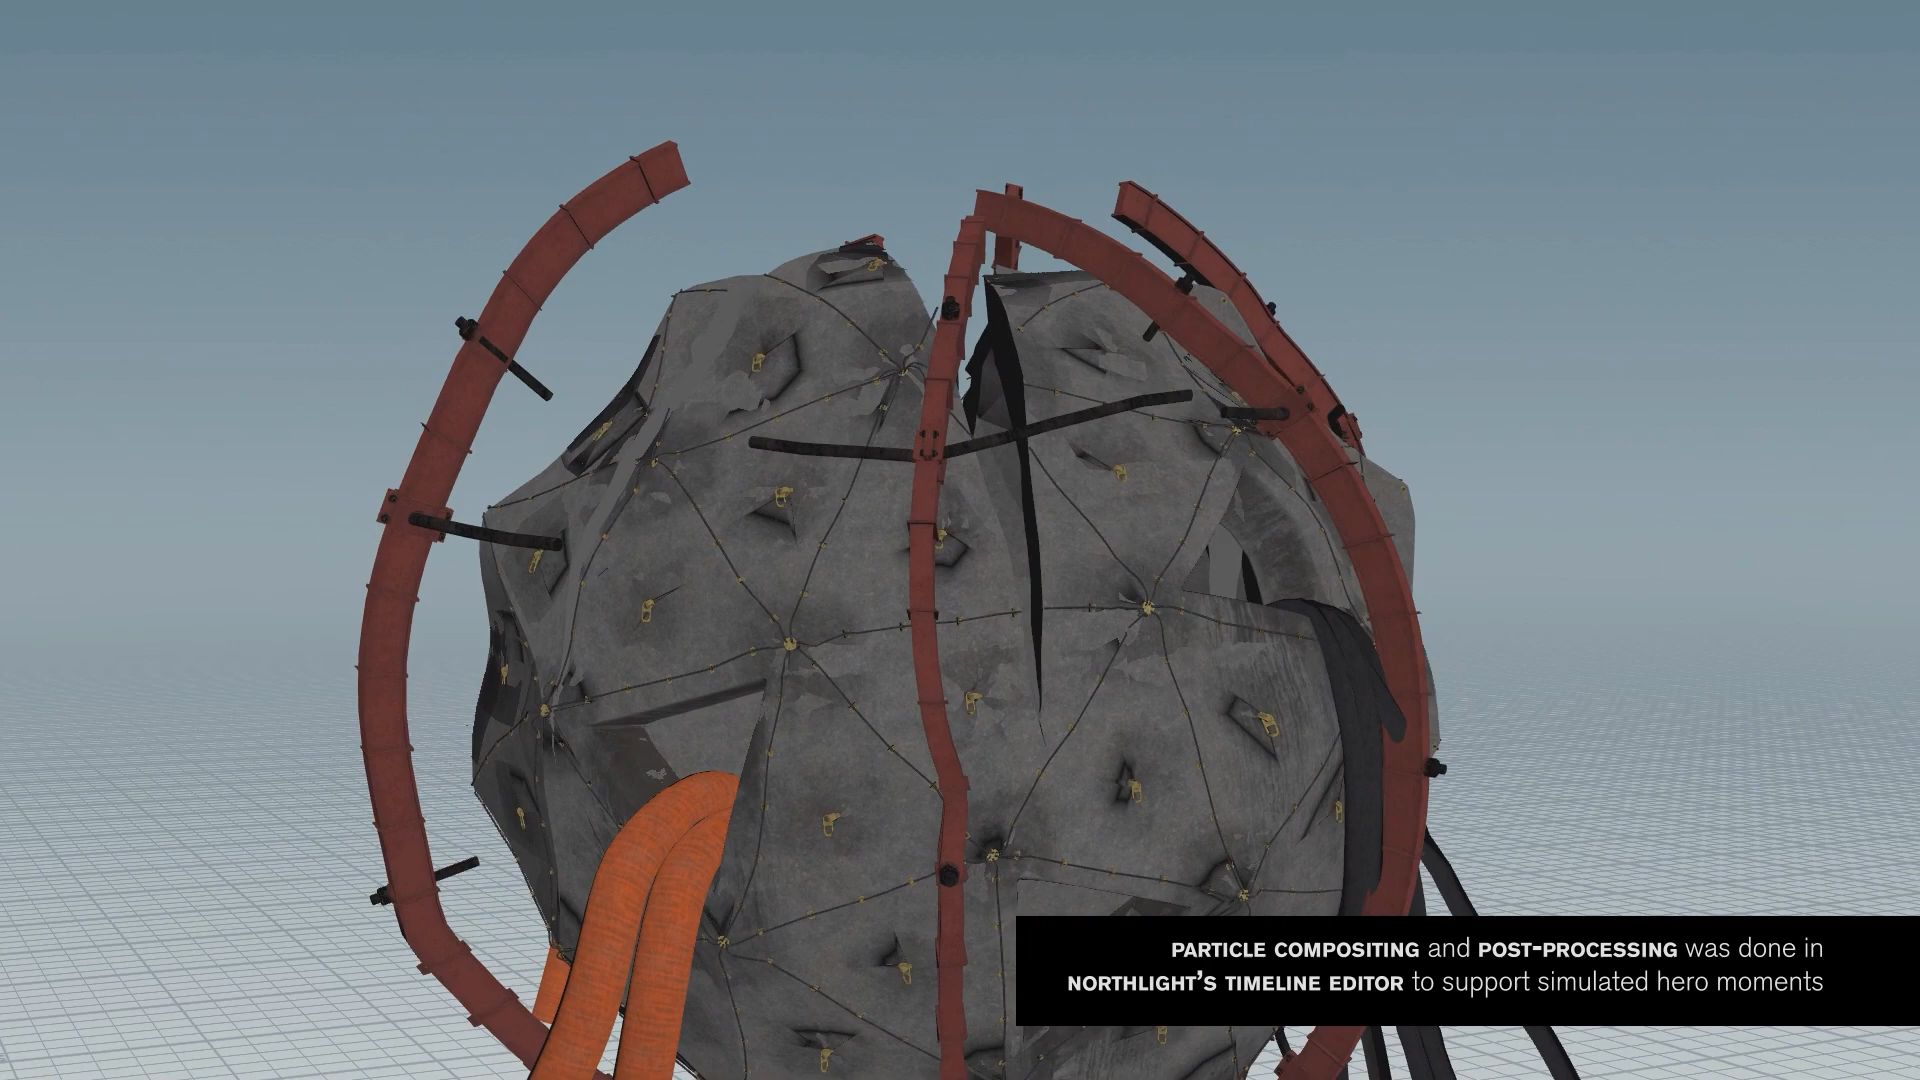 PARTICLE COMPOSITING and POST-PROCESSING was done in
NORTHLIGHT'S TIMELINE EDITOR to support simulated hero moments